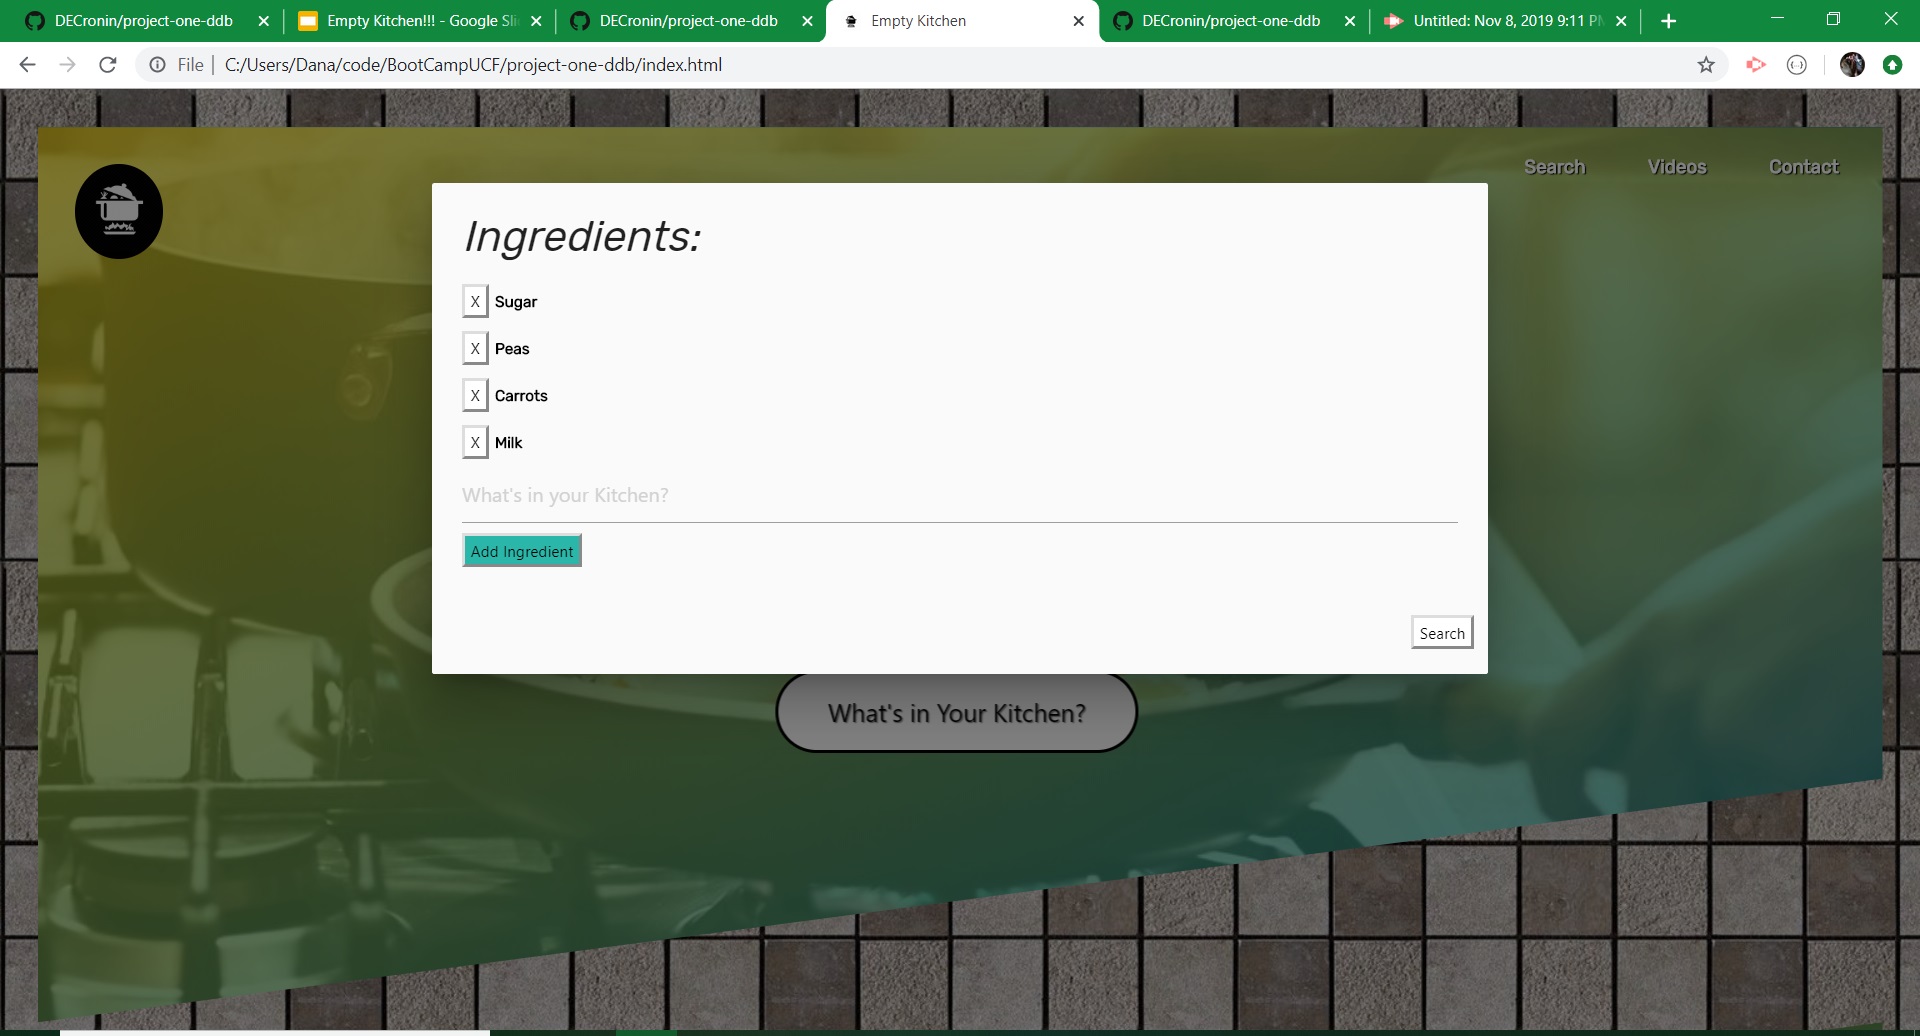 DECronin/project-one-ddb
Empty Kitchen!!! - Google Sli
DECronin/project-one-ddb
Empty Kitchen
DECronin/project-one-ddb
Untitled: Nov 8, 2019 9:11 P
File
C:/Users/Dana/code/BootCampUCF/project-one-ddb/index.html
Search
Videos
Contact
Ingredients:
X Sugar
X Peas
X Carrots
X Milk
What's in your Kitchen?
Add Ingredient
Search
What's in Your Kitchen?